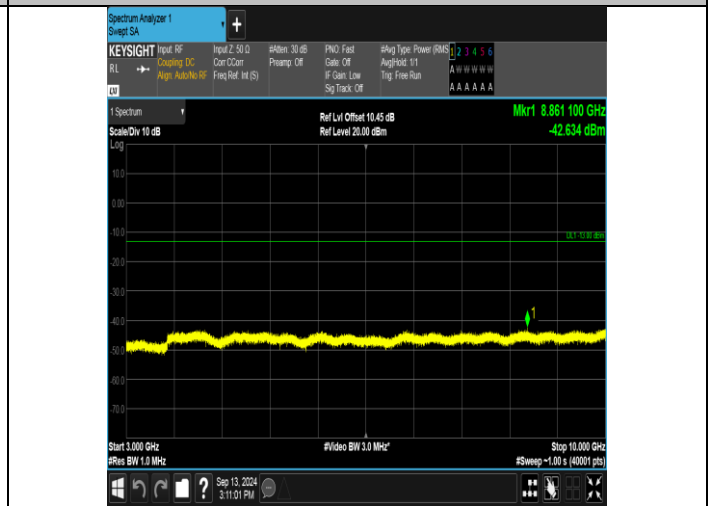 Spectrum Analyzer 1
Swept SA
+
KEYSIGHT
RL
Input: RF
Coupling: DC
Align: Auto/No RF
Input Z: 50 Ω
Corr CCorr
Freq Ref: Int (S)
#Atten: 30 dB
Preamp: Off
PNO: Fast
Gate: Off
IF Gain: Low
Sig Track: Off
#Avg Type: Power (RMS
Avg|Hold: 1/1
Trig: Free Run
1 2 3 4 5 6
A W W W W W
A A A A A A
LXI
1 Spectrum
Scale/Div 10 dB
Log
Ref Lvl Offset 10.45 dB
Ref Level 20.00 dBm
Mkr1 8.861 100 GHz
-42.634 dBm
10.0
0.00
-10.0
-20.0
-30.0
-40.0
-50.0
-60.0
-70.0
DL1 -13.00 dBm
1
Start 3.000 GHz
#Res BW 1.0 MHz
#Video BW 3.0 MHz*
Stop 10.000 GHz
#Sweep ~1.00 s (40001 pts)
?
Sep 13, 2024
3:11:01 PM